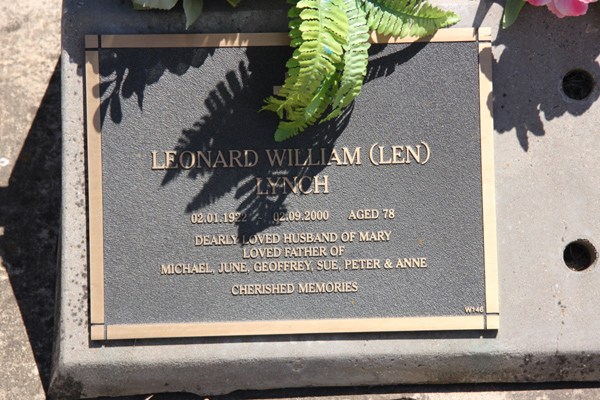 LEONARD WILLIAM (LEN)
LYNCH
02.01.1922 02.09.2000 AGED 78
DEARLY LOVED HUSBAND OF MARY
LOVED FATHER OF
MICHAEL, JUNE, GEOFFREY, SUE, PETER & ANNE
CHERISHED MEMORIES
W146